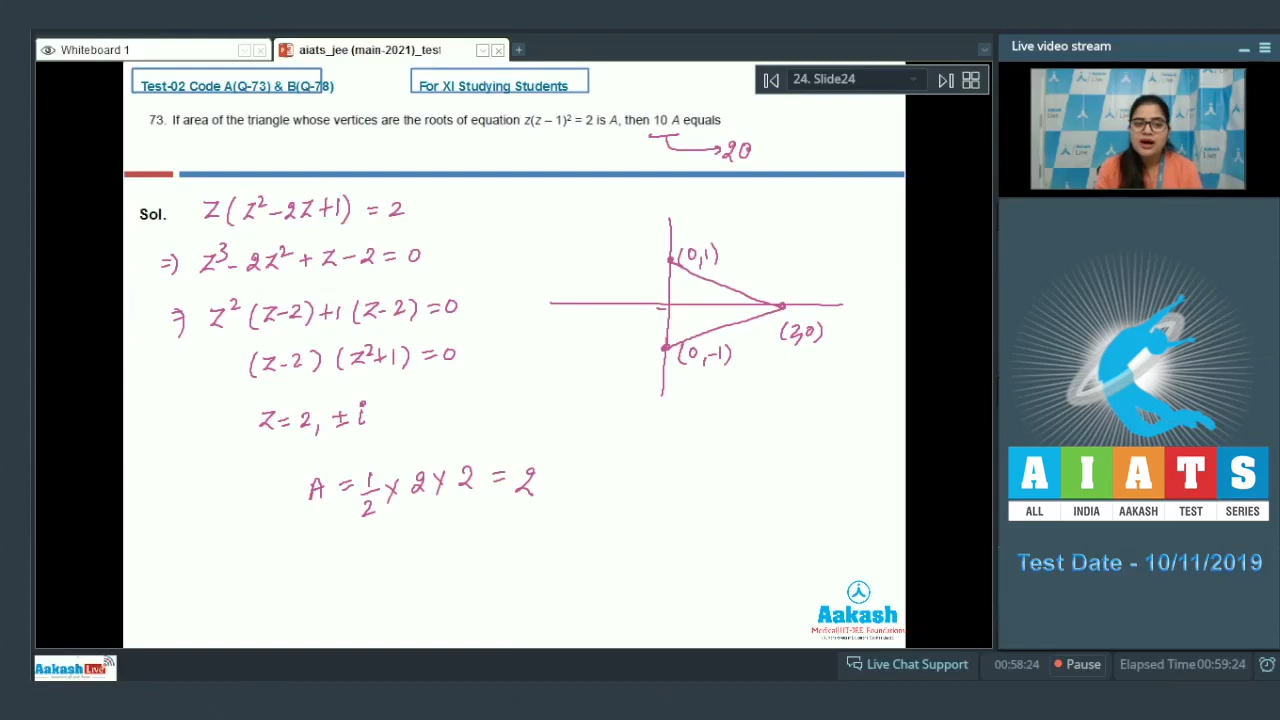 Whiteboard 1
aiats_jee (main-2021)_test
Live video stream
Test-02 Code A(Q-73) & B(Q-78)
For XI Studying Students
24. Slide24
73. If area of the triangle whose vertices are the roots of equation z(z – 1)² = 2 is A, then 10 A equals
20
Sol.
z(z² – 2z + 1) = 2
⇒ z³ – 2z² + z – 2 = 0
⇒ z² (z – 2) + 1 (z – 2) = 0
(z – 2) (z² + 1) = 0
z = 2, ± i
A = 1/2 × 2 × 2 = 2
(0, 1)
(2, 0)
(0, –1)
A I A T S
ALL INDIA AAKASH TEST SERIES
Test Date - 10/11/2019
Aakash
Medical|IIT-JEE|Foundations
Aakash Live
Live Chat Support
00:58:24
Pause
Elapsed Time 00:59:24